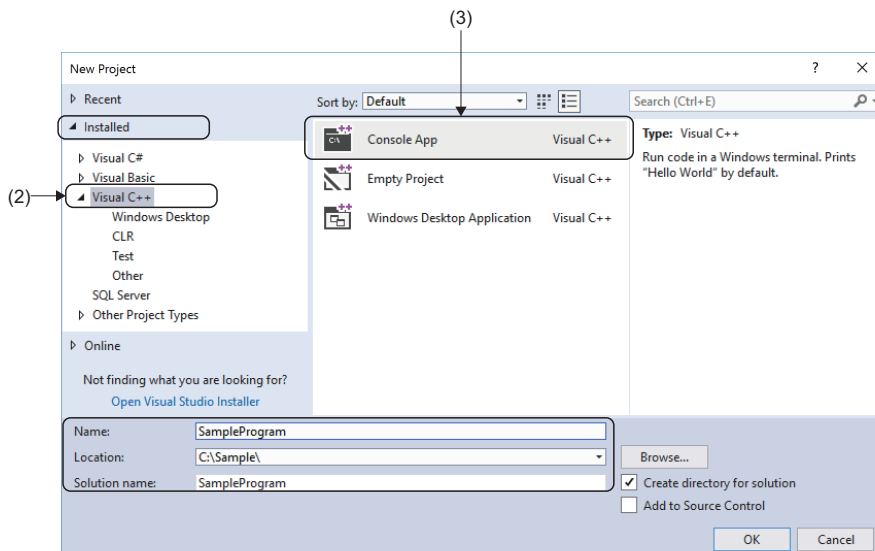 (3)
New Project
?
Recent
Installed
Visual C#
Visual Basic
(2)
Visual C++
Windows Desktop
CLR
Test
Other
SQL Server
Other Project Types
Online
Not finding what you are looking for?
Open Visual Studio Installer
Sort by: Default
Search (Ctrl+E)
Console App Visual C++
Empty Project Visual C++
Windows Desktop Application Visual C++
Type: Visual C++
Run code in a Windows terminal. Prints
"Hello World" by default.
Name: SampleProgram
Location: C:\Sample\
Solution name: SampleProgram
Browse...
Create directory for solution
Add to Source Control
OK Cancel